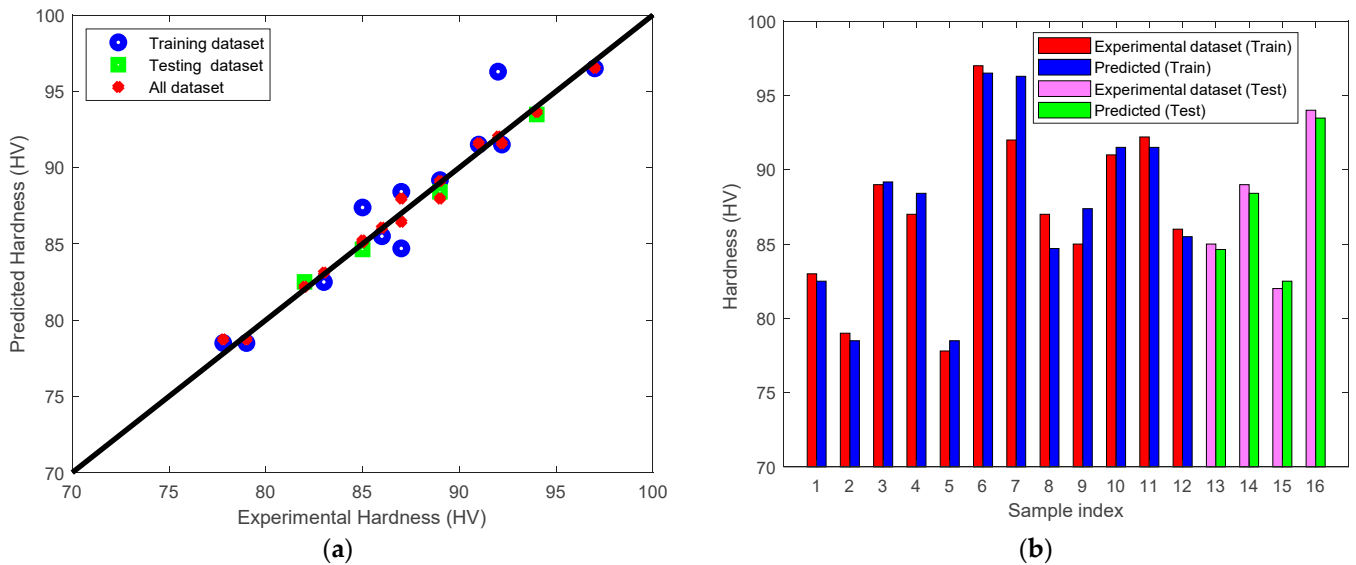 100
95
90
85
80
75
70
Predicted Hardness (HV)
Training dataset
Testing dataset
All dataset
70 75 80 85 90 95 100
Experimental Hardness (HV)
(a)
100
95
90
85
80
75
70
Hardness (HV)
Experimental dataset (Train)
Predicted (Train)
Experimental dataset (Test)
Predicted (Test)
1 2 3 4 5 6 7 8 9 10 11 12 13 14 15 16
Sample index
(b)